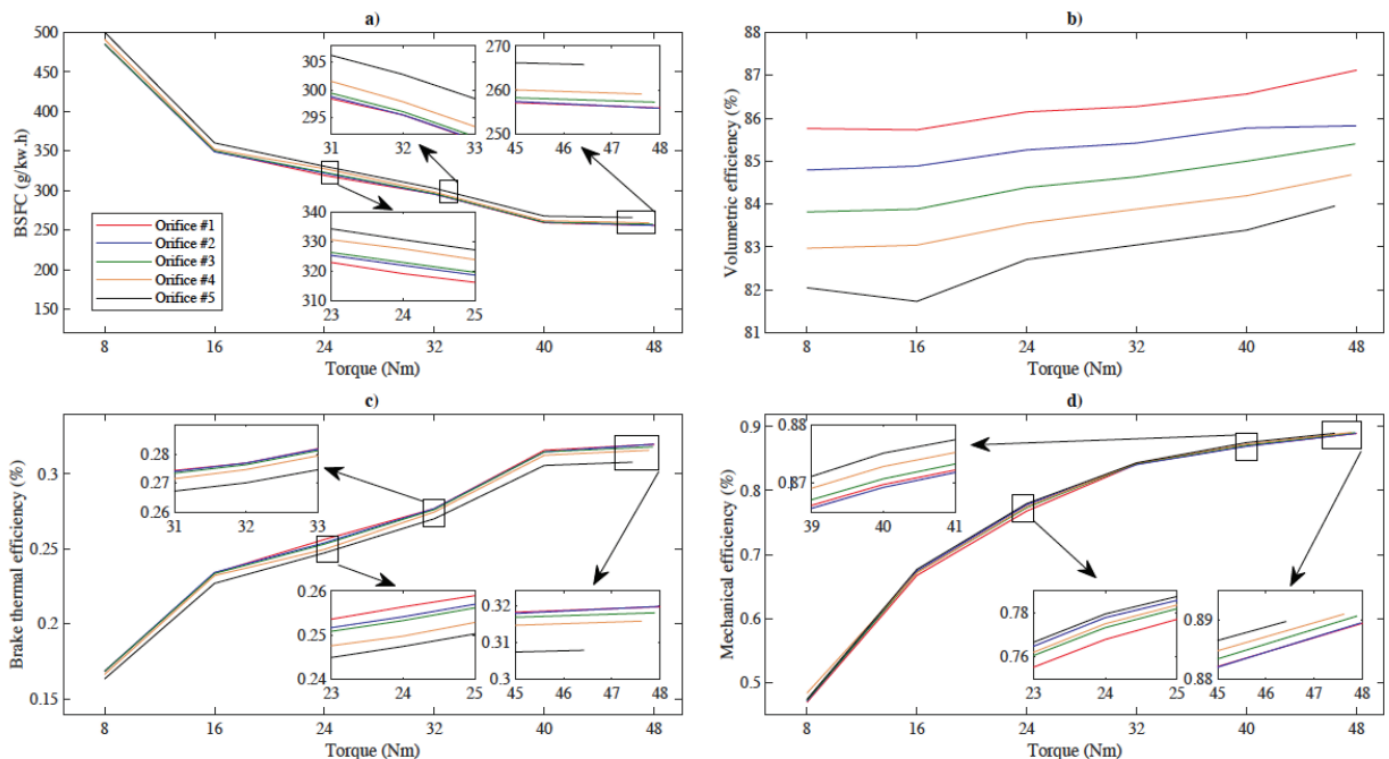 a)
500
450
400
350
300
250
200
150
8 16 24 32 40 48
BSFC (g/kw.h)
Torque (Nm)
Orifice #1
Orifice #2
Orifice #3
Orifice #4
Orifice #5
305
300
295
31 32 33
270
260
250
45 46 47 48
340
330
320
310
23 24 25
b)
88
87
86
85
84
83
82
81
8 16 24 32 40 48
Volumetric efficiency (%)
Torque (Nm)
c)
0.3
0.25
0.2
0.15
8 16 24 32 40 48
Brake thermal efficiency (%)
Torque (Nm)
0.28
0.26
31 32 33
0.26
0.25
0.24
23 24 25
0.32
0.31
0.3
45 46 47 48
d)
0.9
0.8
0.7
0.6
0.5
8 16 24 32 40 48
Mechanical efficiency (%)
Torque (Nm)
0.88
0.87
39 40 41
0.78
0.76
23 24 25
0.89
0.88
45 46 47 48